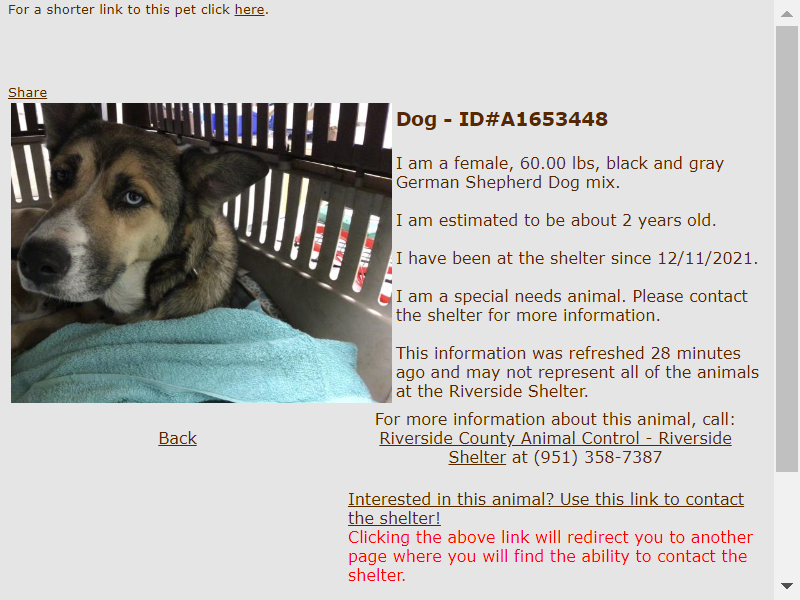 For a shorter link to this pet click here.
Share
Dog - ID#A1653448
I am a female, 60.00 lbs, black and gray
German Shepherd Dog mix.
I am estimated to be about 2 years old.
I have been at the shelter since 12/11/2021.
I am a special needs animal. Please contact
the shelter for more information.
This information was refreshed 28 minutes
ago and may not represent all of the animals
at the Riverside Shelter.
Back
For more information about this animal, call:
Riverside County Animal Control - Riverside
Shelter at (951) 358-7387
Interested in this animal? Use this link to contact
the shelter!
Clicking the above link will redirect you to another
page where you will find the ability to contact the
shelter.